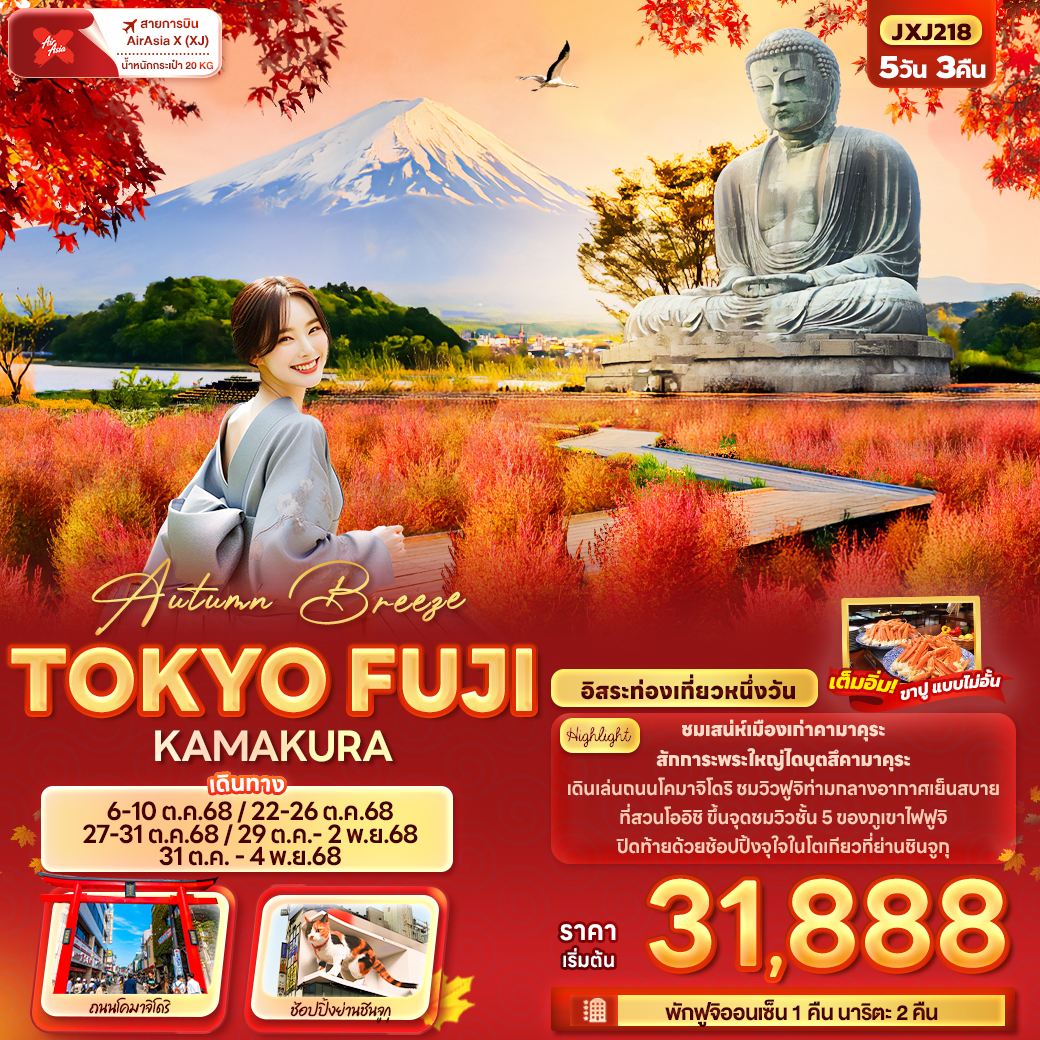 Air Asia X
สายการบิน
AirAsia X (XJ)
น้ำหนักกระเป๋า 20 KG
JXJ218
5วัน 3คืน
Autumn Breeze
TOKYO FUJI
KAMAKURA
เดินทาง
6-10 ต.ค.68 / 22-26 ต.ค.68
27-31 ต.ค.68 / 29 ต.ค.- 2 พ.ย.68
31 ต.ค. - 4 พ.ย.68
ถนนโคมาจิโดริ
ช้อปปิ้งย่านชินจูกุ
เต็มอิ่ม! ขาปู แบบไม่อั้น
อิสระท่องเที่ยวหนึ่งวัน
Highlight
ชมเสน่ห์เมืองเก่าคามาคุระ
สักการะพระใหญ่ไดบุตสึคามาคุระ
เดินเล่นถนนโคมาจิโดริ ชมวิวฟูจิท่ามกลางอากาศเย็นสบาย
ที่สวนโออิชิ ขึ้นจุดชมวิวชั้น 5 ของภูเขาไฟฟูจิ
ปิดท้ายด้วยช้อปปิ้งจุใจในโตเกียวที่ย่านชินจูกุ
ราคา
เริ่มต้น
31,888
พักฟูจิออนเซ็น 1 คืน นาริตะ 2 คืน